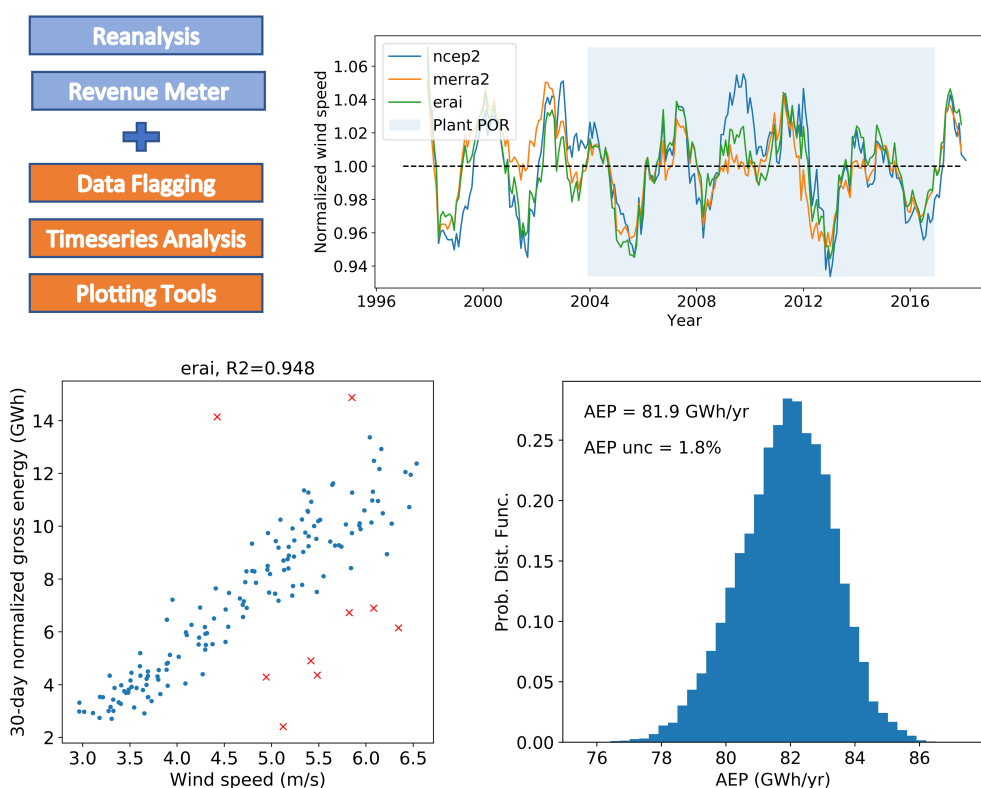 Reanalysis
Revenue Meter
Data Flagging
Timeseries Analysis
Plotting Tools
Normalized wind speed
1.06
1.04
1.02
1.00
0.98
0.96
0.94
ncep2
merra2
erai
Plant POR
1996
2000
2004
2008
2012
2016
Year
erai, R2=0.948
30-day normalized gross energy (GWh)
14
12
10
8
6
4
2
3.0
3.5
4.0
4.5
5.0
5.5
6.0
6.5
Wind speed (m/s)
AEP = 81.9 GWh/yr
AEP unc = 1.8%
Prob. Dist. Func.
0.25
0.20
0.15
0.10
0.05
0.00
76
78
80
82
84
86
AEP (GWh/yr)